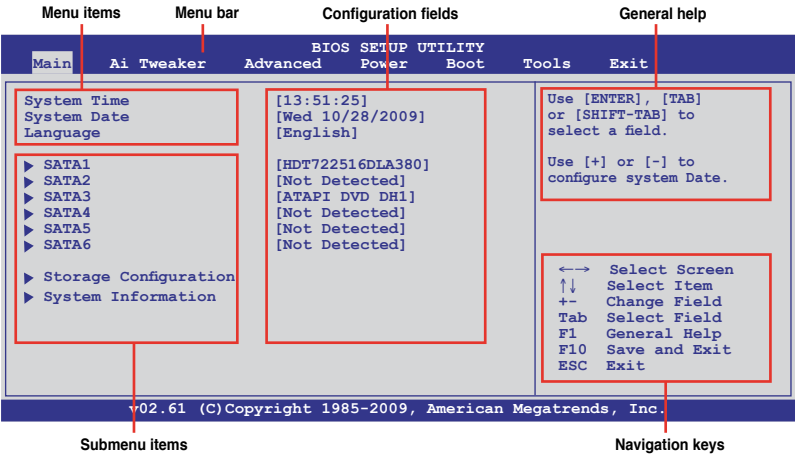 Menu items Menu bar Configuration fields General help
BIOS SETUP UTILITY
Main Ai Tweaker Advanced Power Boot Tools Exit
System Time [13:51:25]
System Date [Wed 10/28/2009]
Language [English]
SATA1 [HDT722516DLA380]
SATA2 [Not Detected]
SATA3 [ATAPI DVD DH1]
SATA4 [Not Detected]
SATA5 [Not Detected]
SATA6 [Not Detected]
Storage Configuration
System Information
Use [ENTER], [TAB]
or [SHIFT-TAB] to
select a field.
Use [+] or [-] to
configure system Date.
←→ Select Screen
↑↓ Select Item
+- Change Field
Tab Select Field
F1 General Help
F10 Save and Exit
ESC Exit
v02.61 (C)Copyright 1985-2009, American Megatrends, Inc.
Submenu items Navigation keys